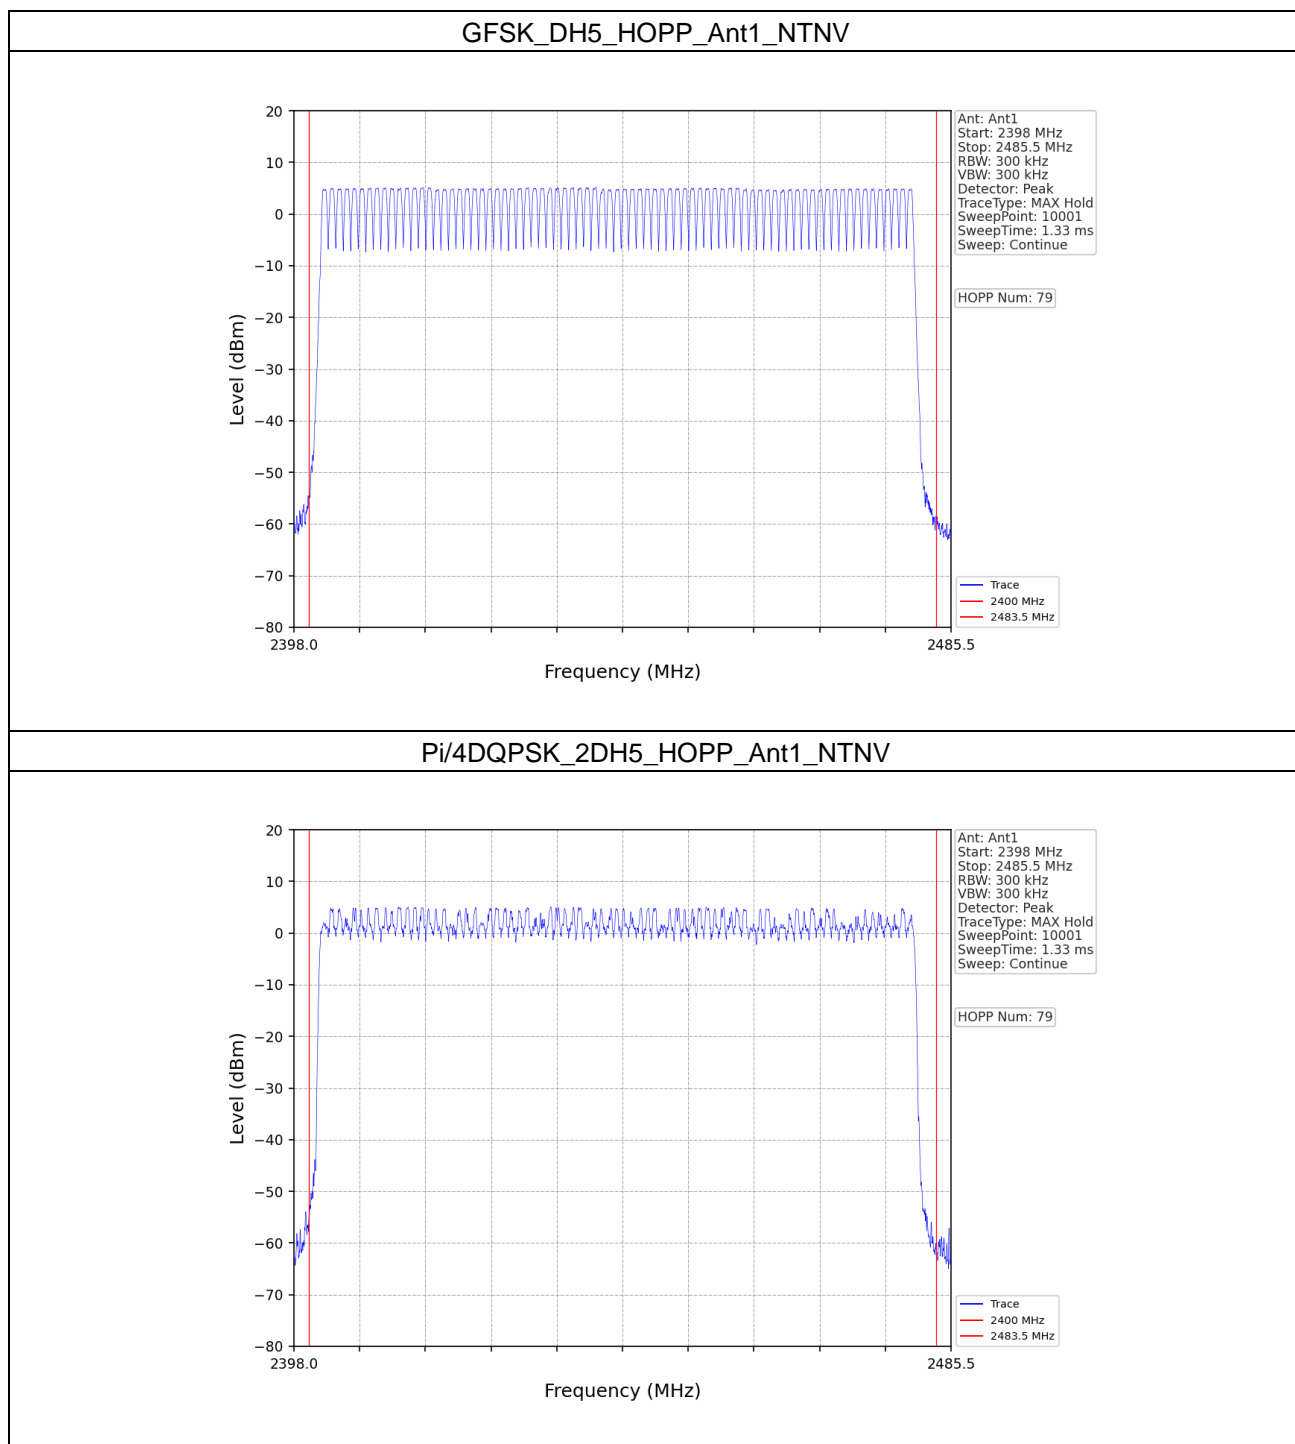 GFSK_DH5_HOPP_Ant1_NTNV
20
10
0
−10
−20
−30
−40
−50
−60
−70
−80
Level (dBm)
2398.0
2485.5
Frequency (MHz)
Ant: Ant1
Start: 2398 MHz
Stop: 2485.5 MHz
RBW: 300 kHz
VBW: 300 kHz
Detector: Peak
TraceType: MAX Hold
SweepPoint: 10001
SweepTime: 1.33 ms
Sweep: Continue
HOPP Num: 79
Trace
2400 MHz
2483.5 MHz
Pi/4DQPSK_2DH5_HOPP_Ant1_NTNV
20
10
0
−10
−20
−30
−40
−50
−60
−70
−80
Level (dBm)
2398.0
2485.5
Frequency (MHz)
Ant: Ant1
Start: 2398 MHz
Stop: 2485.5 MHz
RBW: 300 kHz
VBW: 300 kHz
Detector: Peak
TraceType: MAX Hold
SweepPoint: 10001
SweepTime: 1.33 ms
Sweep: Continue
HOPP Num: 79
Trace
2400 MHz
2483.5 MHz